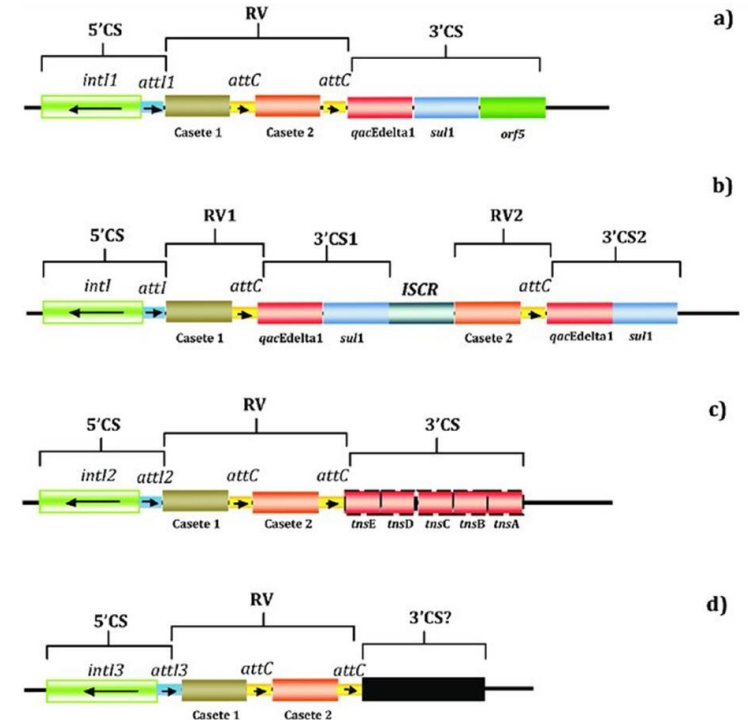 a)
RV
5'CS
3'CS
intI1 attI1 attC attC
Casete 1 Casete 2 qacEdelta1 sul1 orf5
b)
RV1 RV2
5'CS 3'CS1 3'CS2
intI attI attC ISCR attC
Casete 1 qacEdelta1 sul1 Casete 2 qacEdelta1 sul1
c)
RV
5'CS 3'CS
intI2 attI2 attC attC
Casete 1 Casete 2 tnsE tnsD tnsC tnsB tnsA
d)
RV
5'CS 3'CS?
intI3 attI3 attC attC
Casete 1 Casete 2